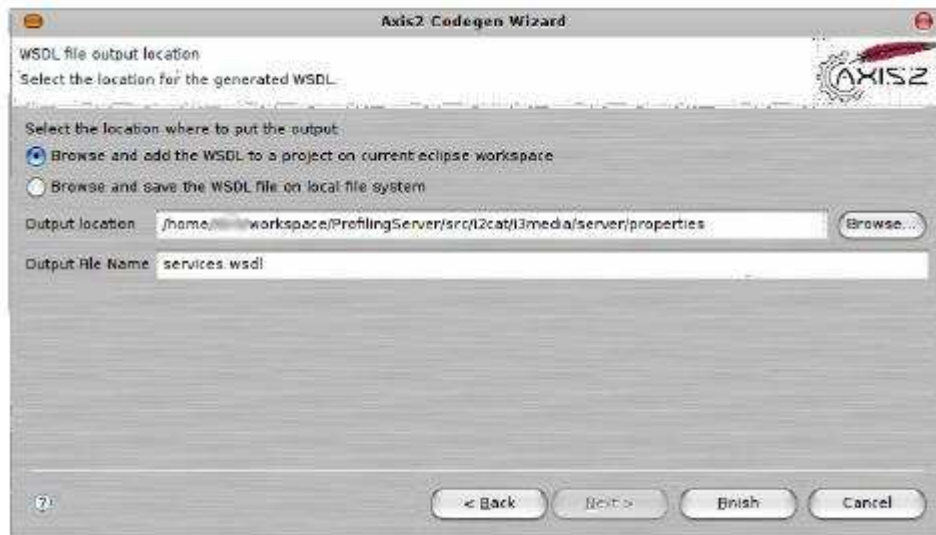 Axis2 Codegen Wizard
WSDL file output location
Select the location for the generated WSDL.
AXIS2
Select the location where to put the output
Browse and add the WSDL to a project on current eclipse workspace
Browse and save the WSDL file on local file system
Output location /home/ workspace/ProfilingServer/src/i2cat/i3media/server/properties Browse...
Output File Name services.wsdl
? < Back Next > Finish Cancel